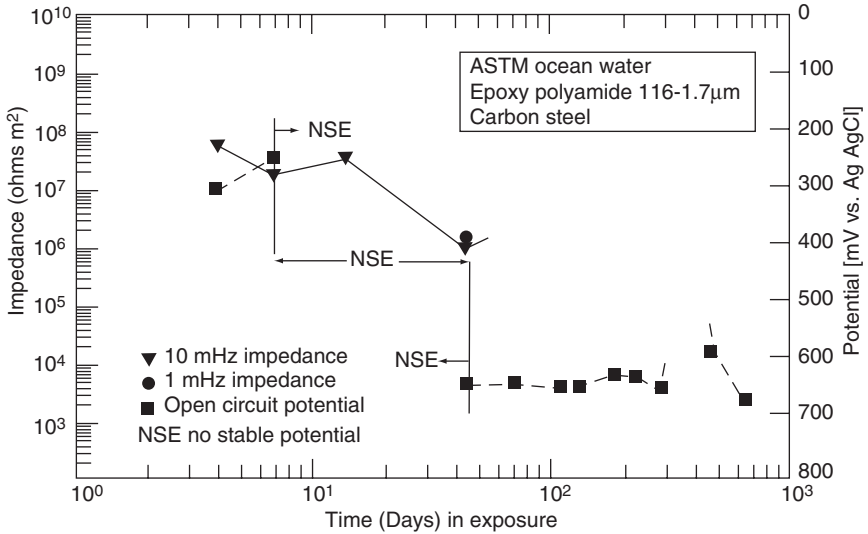 10¹⁰
10⁹
10⁸
10⁷
10⁶
10⁵
10⁴
10³
Impedance (ohms m²)
0
100
200
300
400
500
600
700
800
Potential [mV vs. Ag AgCl]
ASTM ocean water
Epoxy polyamide 116-1.7μm
Carbon steel
NSE
NSE
NSE
10 mHz impedance
1 mHz impedance
Open circuit potential
NSE no stable potential
10⁰
10¹
10²
10³
Time (Days) in exposure